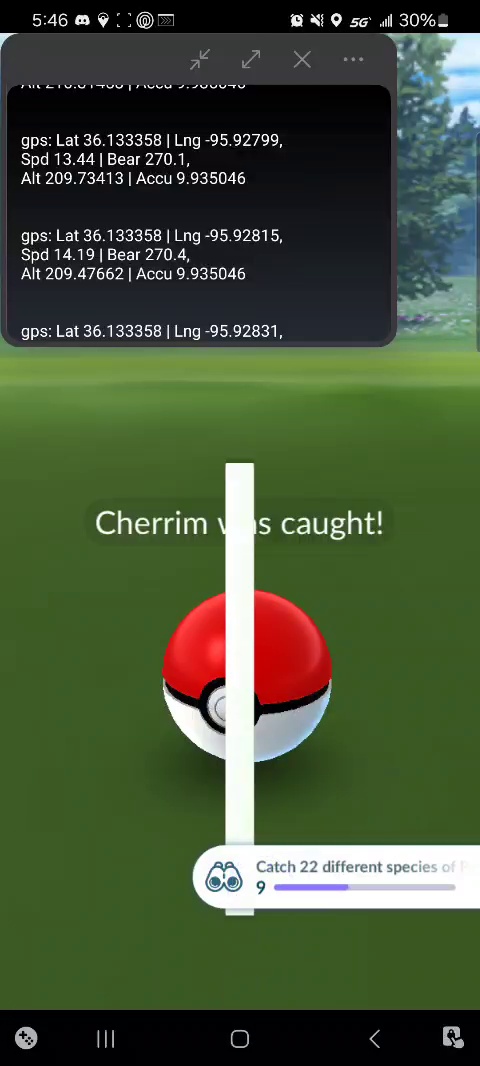 5:46
5G
30%
gps: Lat 36.133358 | Lng -95.92799,
Spd 13.44 | Bear 270.1,
Alt 209.73413 | Accu 9.935046
gps: Lat 36.133358 | Lng -95.92815,
Spd 14.19 | Bear 270.4,
Alt 209.47662 | Accu 9.935046
gps: Lat 36.133358 | Lng -95.92831,
Cherrim was caught!
Catch 22 different species of
9